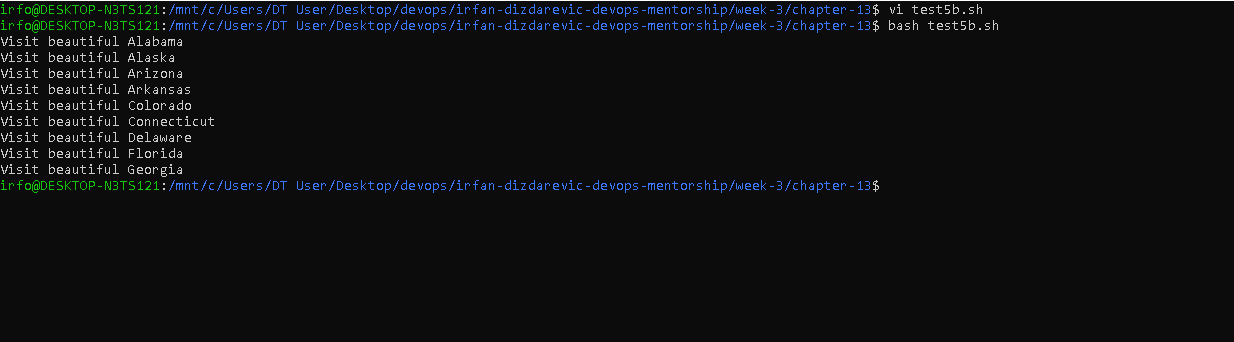 info@DESKTOP-N3TS121:/mnt/c/Users/DT User/Desktop/devops/irfan-dizdarevic-devops-mentorship/week-3/chapter-13$ vi test5b.sh
info@DESKTOP-N3TS121:/mnt/c/Users/DT User/Desktop/devops/irfan-dizdarevic-devops-mentorship/week-3/chapter-13$ bash test5b.sh
Visit beautiful Alabama
Visit beautiful Alaska
Visit beautiful Arizona
Visit beautiful Arkansas
Visit beautiful Colorado
Visit beautiful Connecticut
Visit beautiful Delaware
Visit beautiful Florida
Visit beautiful Georgia
info@DESKTOP-N3TS121:/mnt/c/Users/DT User/Desktop/devops/irfan-dizdarevic-devops-mentorship/week-3/chapter-13$